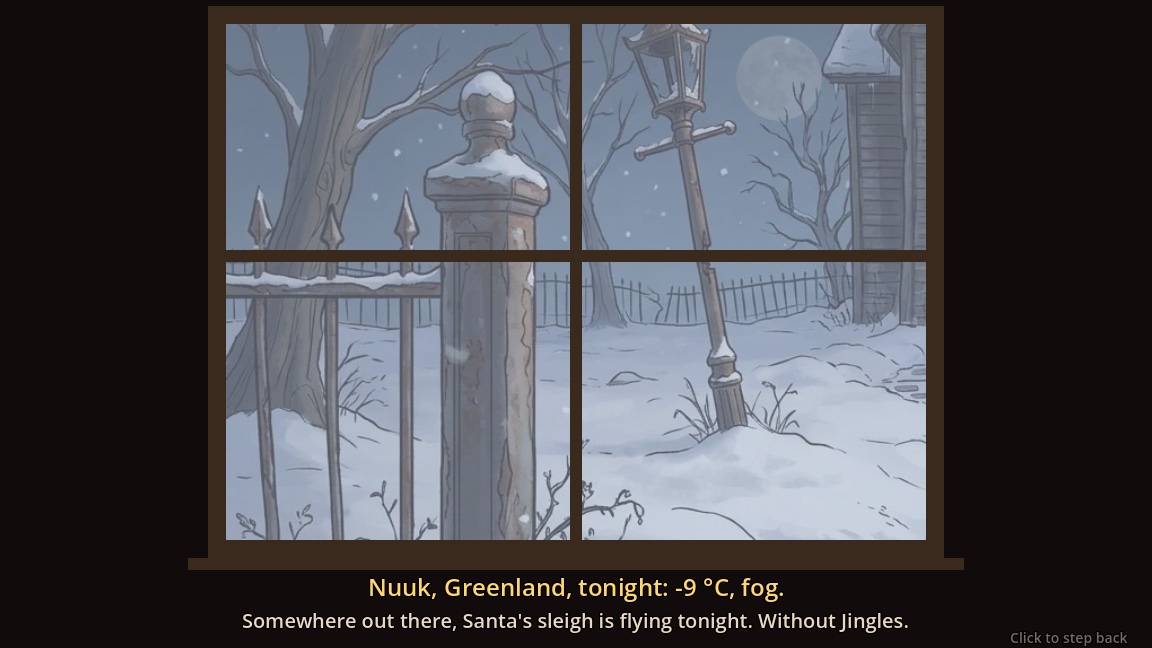 Nuuk, Greenland, tonight: -9 °C, fog.
Somewhere out there, Santa's sleigh is flying tonight. Without Jingles.
Click to step back